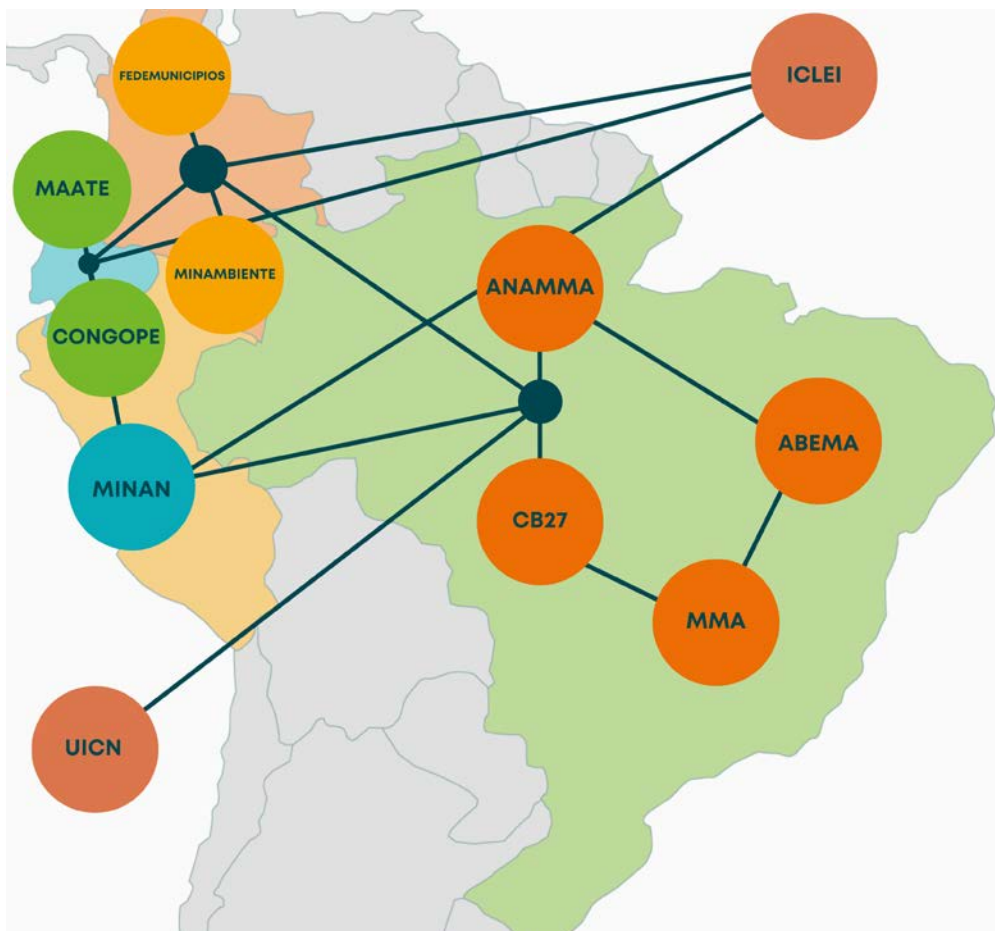 FEDEMUNICIPIOS
ICLEI
MAATE
MINAMBIENTE
ANAMMA
CONGOPE
ABEMA
MINAN
CB27
MMA
UICN